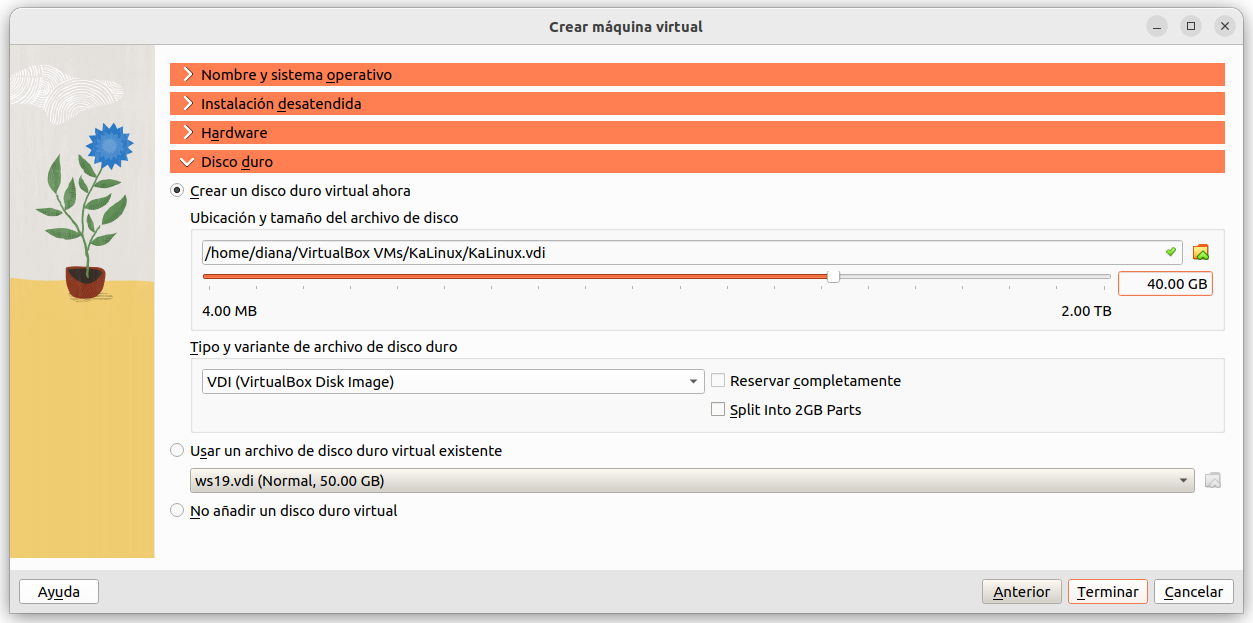 Crear máquina virtual
Nombre y sistema operativo
Instalación desatendida
Hardware
Disco duro
Crear un disco duro virtual ahora
Ubicación y tamaño del archivo de disco
/home/diana/VirtualBox VMs/KaLinux/KaLinux.vdi
40.00 GB
4.00 MB 2.00 TB
Tipo y variante de archivo de disco duro
VDI (VirtualBox Disk Image) Reservar completamente
Split Into 2GB Parts
Usar un archivo de disco duro virtual existente
ws19.vdi (Normal, 50.00 GB)
No añadir un disco duro virtual
Ayuda Anterior Terminar Cancelar